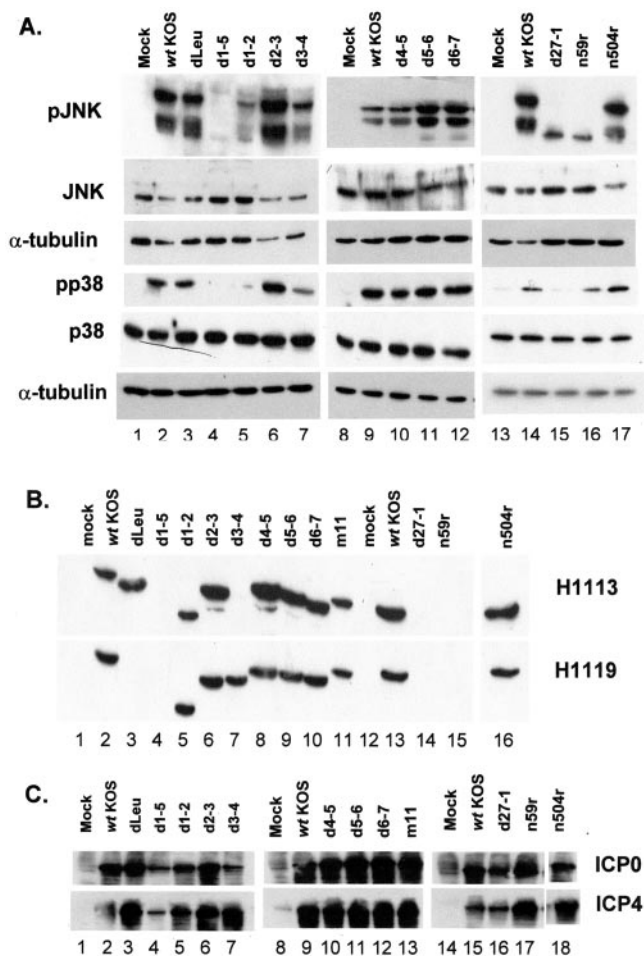 A.
Mock wt KOS dLeu d1-5 d1-2 d2-3 d3-4 Mock wt KOS d4-5 d5-6 d6-7 Mock wt KOS d27-1 n59r n504r
pJNK
JNK
α-tubulin
pp38
p38
α-tubulin
1 2 3 4 5 6 7 8 9 10 11 12 13 14 15 16 17
B.
mock wt KOS dLeu d1-5 d1-2 d2-3 d3-4 d4-5 d5-6 d6-7 m11 mock wt KOS d27-1 n59r n504r
H1113
H1119
1 2 3 4 5 6 7 8 9 10 11 12 13 14 15 16
C.
Mock wt KOS dLeu d1-5 d1-2 d2-3 d3-4 Mock wt KOS d4-5 d5-6 d6-7 m11 Mock wt KOS d27-1 n59r n504r
ICP0
ICP4
1 2 3 4 5 6 7 8 9 10 11 12 13 14 15 16 17 18